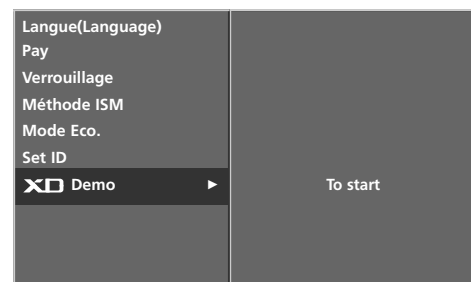 Langue(Language)
Pay
Verrouillage
Méthode ISM
Mode Eco.
Set ID
XD Demo ► To start